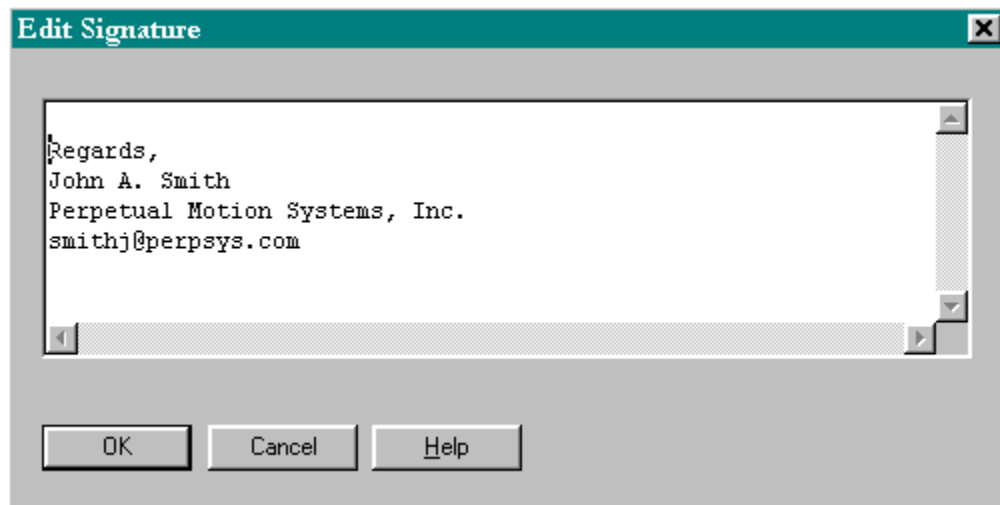 Edit Signature
Regards,
John A. Smith
Perpetual Motion Systems, Inc.
smithj@perpsys.com
OK Cancel Help